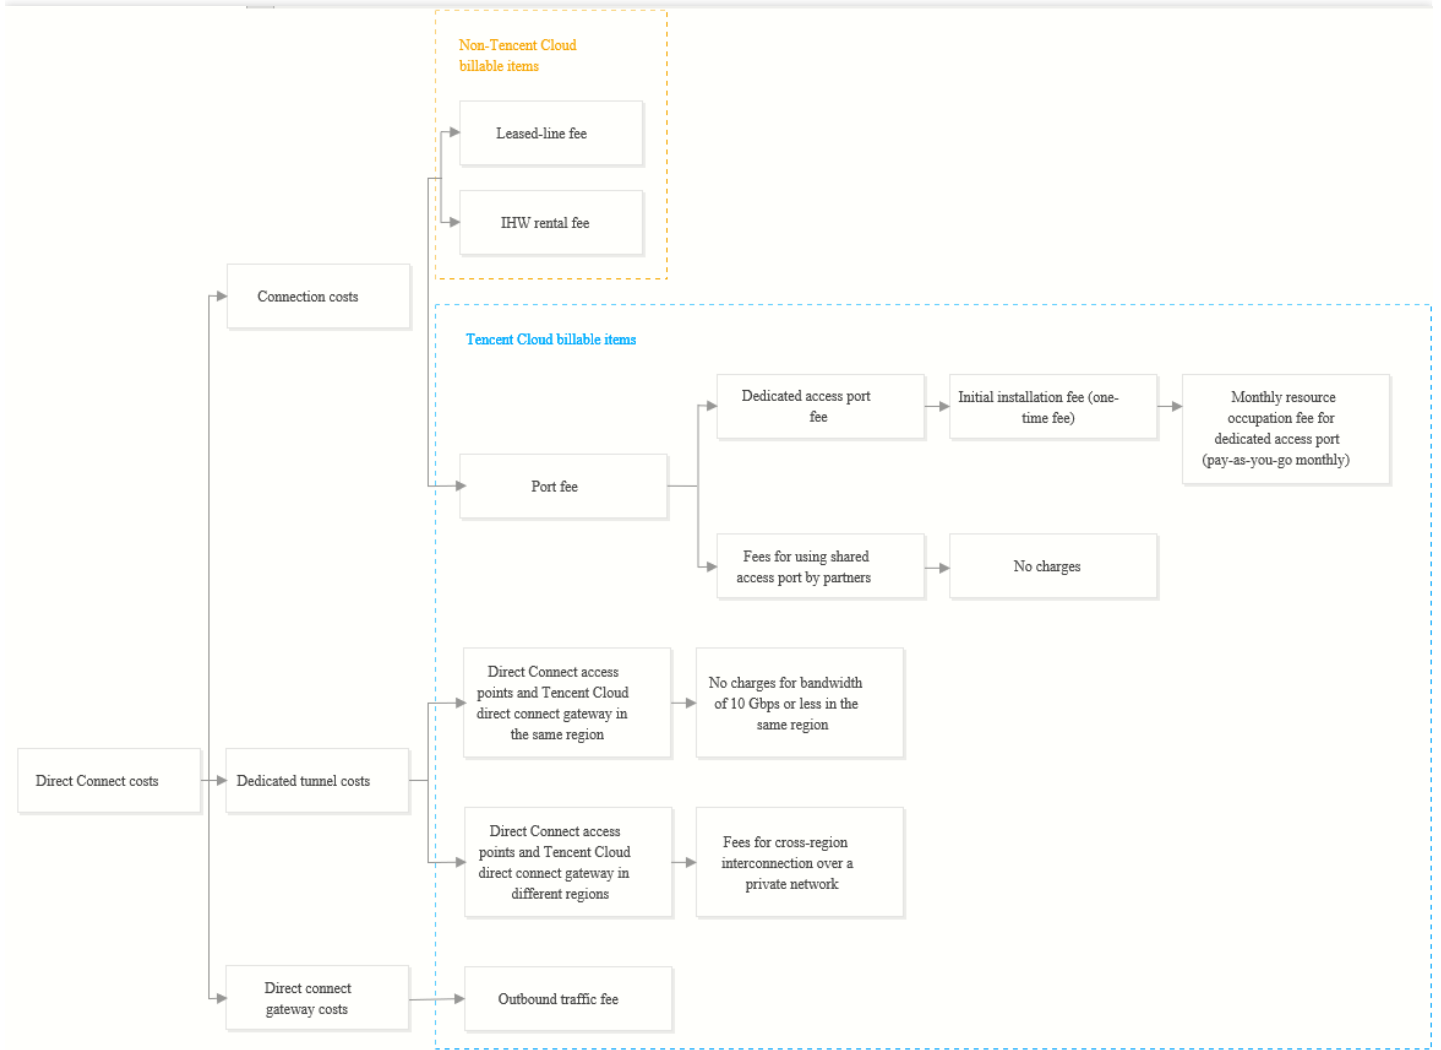 Non-Tencent Cloud
billable items
Leased-line fee
IHW rental fee
Connection costs
Tencent Cloud billable items
Dedicated access port
fee
Initial installation fee (one-
time fee)
Monthly resource
occupation fee for
dedicated access port
(pay-as-you-go monthly)
Port fee
Fees for using shared
access port by partners
No charges
Direct Connect access
points and Tencent Cloud
direct connect gateway in
the same region
No charges for bandwidth
of 10 Gbps or less in the
same region
Direct Connect costs
Dedicated tunnel costs
Direct Connect access
points and Tencent Cloud
direct connect gateway in
different regions
Fees for cross-region
interconnection over a
private network
Direct connect
gateway costs
Outbound traffic fee